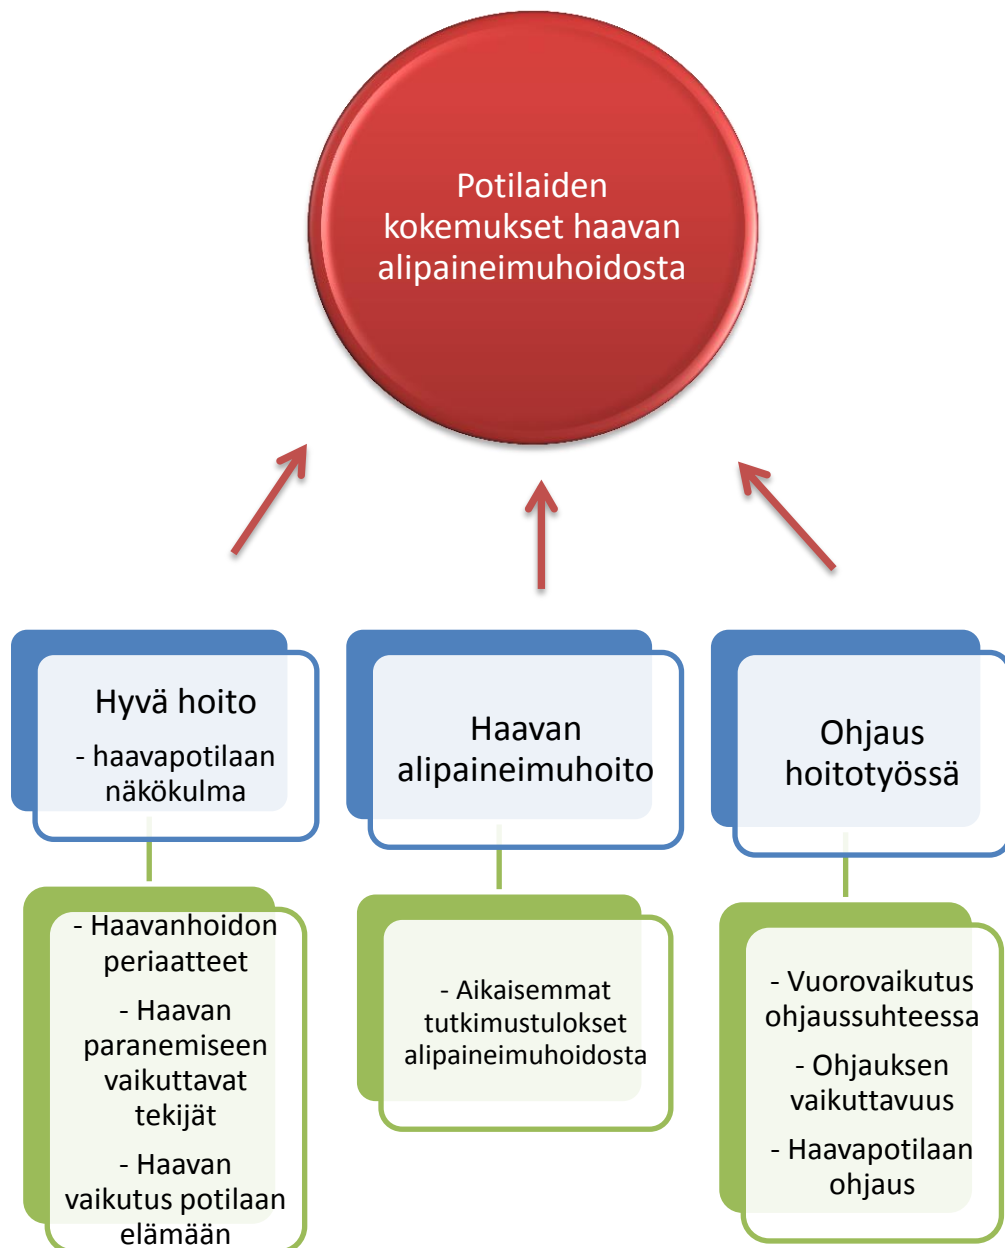 Potilaiden
kokemukset haavan
alipaineimuhoidosta
Hyvä hoito
- haavapotilaan
näkökulma
Haavan
alipaineimuhoito
Ohjaus
hoitotyössä
- Haavanhoidon
periaatteet
- Haavan
paranemiseen
vaikuttavat
tekijät
- Haavan
vaikutus potilaan
elämään
- Aikaisemmat
tutkimustulokset
alipaineimuhoidosta
- Vuorovaikutus
ohjaussuhteessa
- Ohjauksen
vaikuttavuus
- Haavapotilaan
ohjaus